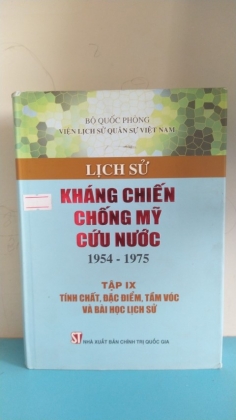 BỘ QUỐC PHÒNG
VIỆN LỊCH SỬ QUÂN SỰ VIỆT NAM
LỊCH SỬ
KHÁNG CHIẾN
CHỐNG MỸ
CỨU NƯỚC
1954 - 1975
TẬP IX
TÍNH CHẤT, ĐẶC ĐIỂM, TẦM VÓC
VÀ BÀI HỌC LỊCH SỬ
ST NHÀ XUẤT BẢN CHÍNH TRỊ QUỐC GIA